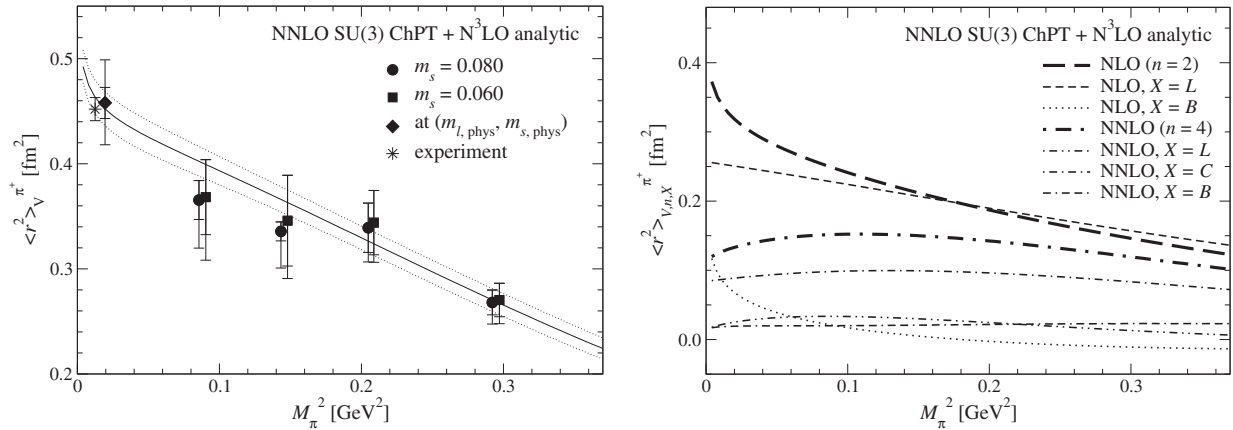 NNLO SU(3) ChPT + N³LO analytic
m_s = 0.080
m_s = 0.060
at (m_{l, phys}, m_{s, phys})
experiment
0.5
0.4
0.3
0.2
<r²>_V^{π⁺} [fm²]
0
0.1
0.2
0.3
M_π² [GeV²]
NNLO SU(3) ChPT + N³LO analytic
NLO (n = 2)
NLO, X = L
NLO, X = B
NNLO (n = 4)
NNLO, X = L
NNLO, X = C
NNLO, X = B
0.4
0.2
0.0
<r²>_{V,n,X}^{π⁺} [fm²]
0
0.1
0.2
0.3
M_π² [GeV²]